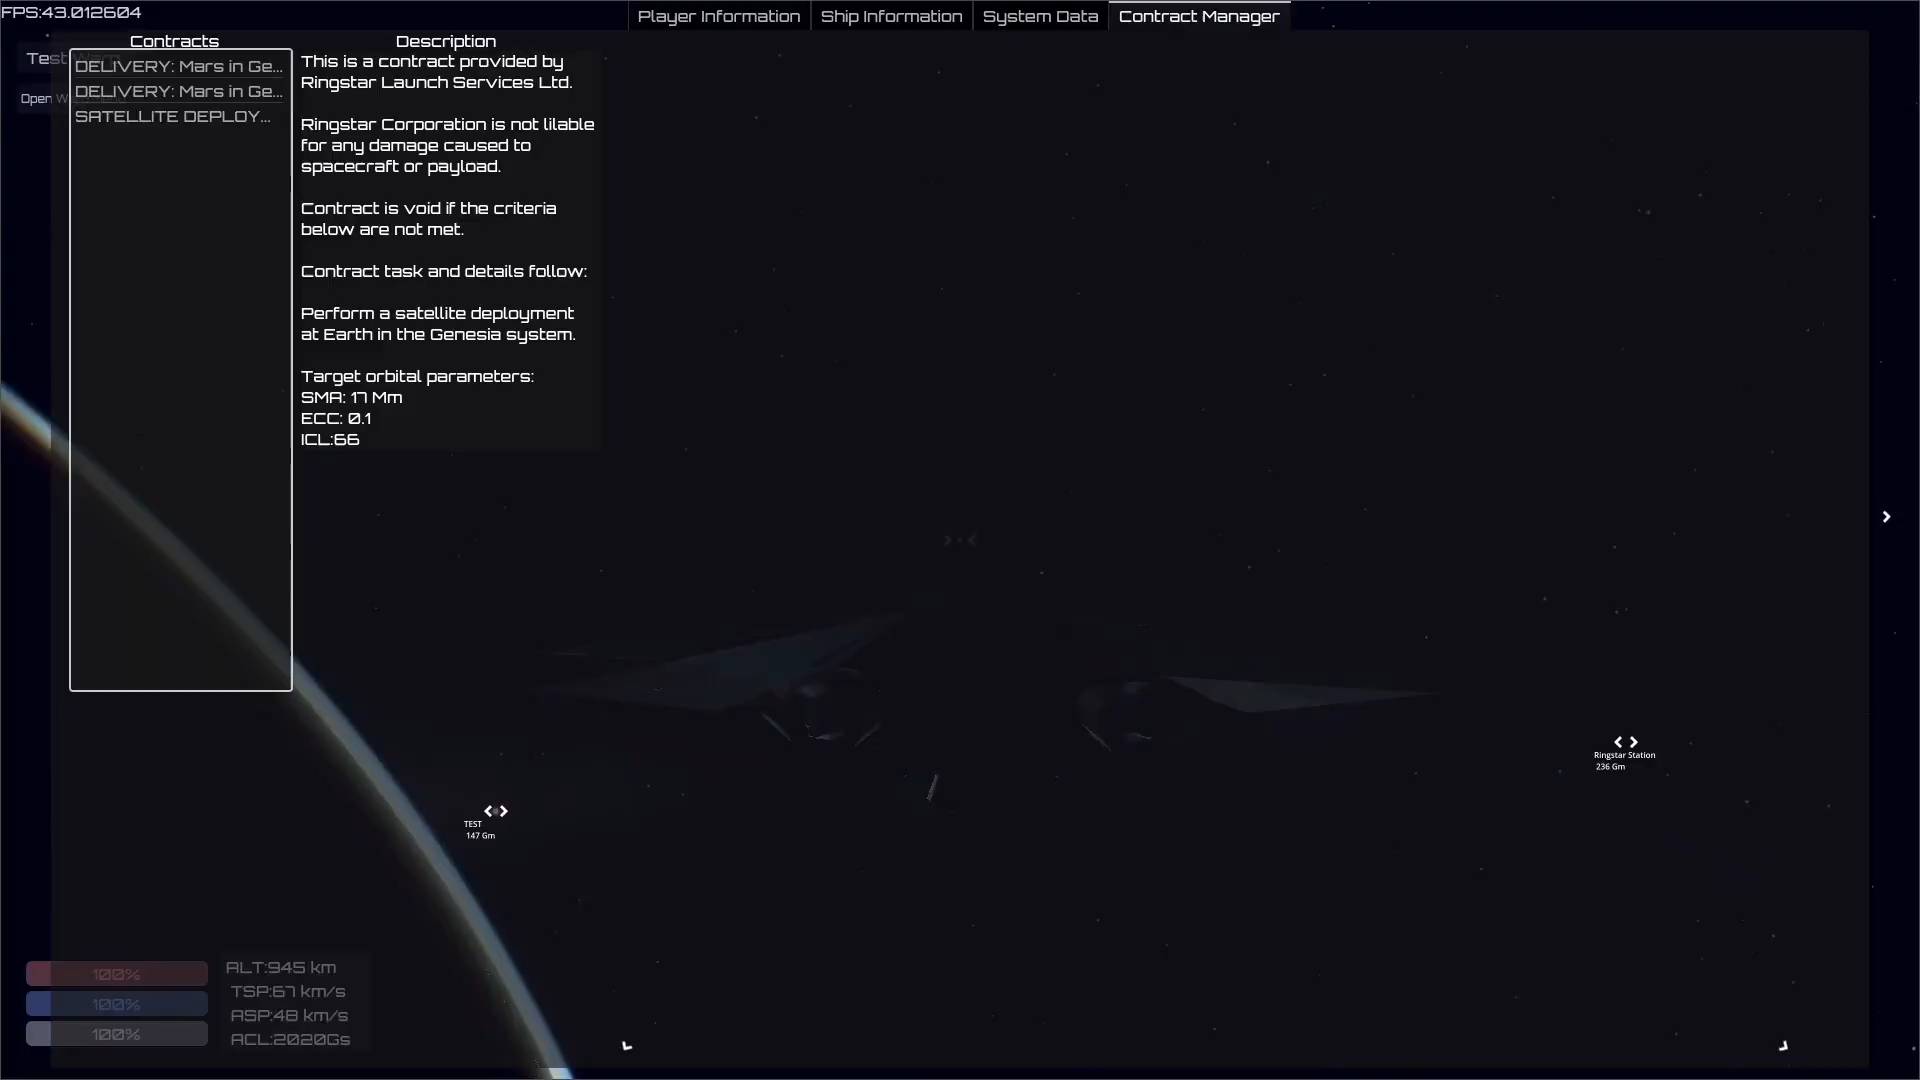 FPS:43.012604
Player Information
Ship Information
System Data
Contract Manager
Contracts
Description
Test
Open W
DELIVERY: Mars in Ge...
DELIVERY: Mars in Ge...
SATELLITE DEPLOY...
This is a contract provided by
Ringstar Launch Services Ltd.
Ringstar Corporation is not lilable
for any damage caused to
spacecraft or payload.
Contract is void if the criteria
below are not met.
Contract task and details follow:
Perform a satellite deployment
at Earth in the Genesia system.
Target orbital parameters:
SMA: 17 Mm
ECC: 0.1
ICL:66
Ringstar Station
236 Gm
TEST
147 Gm
100%
100%
100%
ALT:945 km
TSP:67 km/s
ASP:48 km/s
ACL:2020Gs